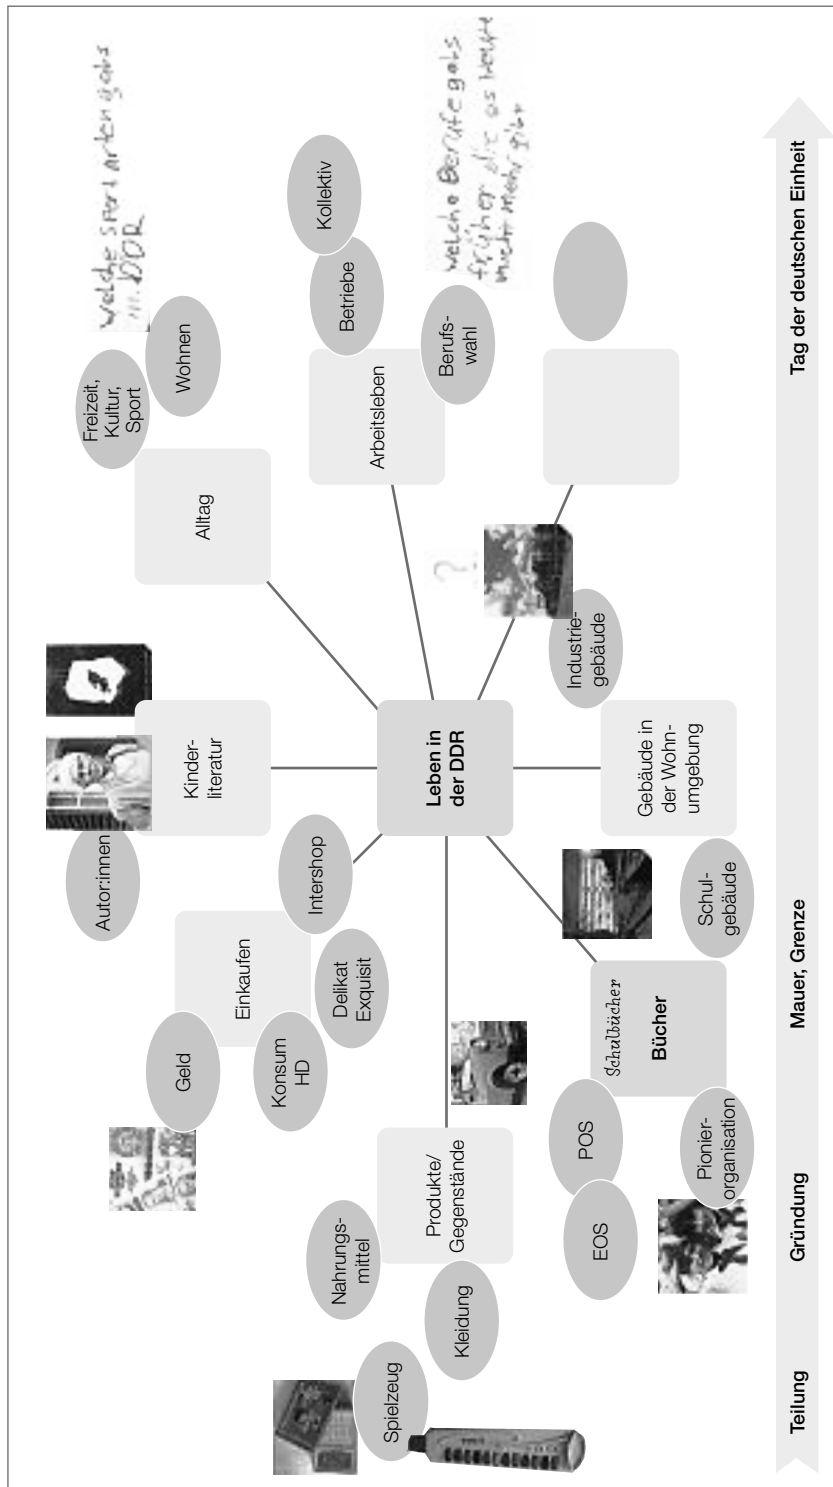 Spielzeug
Kleidung
Nahrungs-
mittel
Produkte/
Gegenstände
Geld
Konsum
HD
Einkaufen
Delikat
Exquisit
Intershop
Autor:innen
Kinder-
literatur
Alltag
Freizeit,
Kultur,
Sport
Wohnen
Welche Sportarten gabs
in DDR
Leben in
der DDR
Arbeitsleben
Betriebe
Kollektiv
Berufs-
wahl
Welche Berufe gabs
früher die es Heute
nicht mehr gibt
?
Industrie-
gebäude
Gebäude in
der Wohn-
umgebung
Schul-
gebäude
Schulbücher
Bücher
POS
EOS
Pionier-
organisation
Teilung
Gründung
Mauer, Grenze
Tag der deutschen Einheit